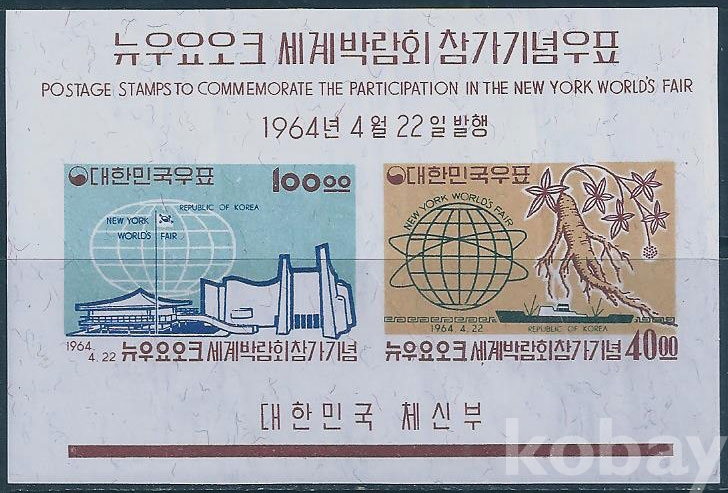 뉴우요오크 세계박람회 참가기념우표
POSTAGE STAMPS TO COMMEMORATE THE PARTICIPATION IN THE NEW YORK WORLD'S FAIR
1964년 4월 22일 발행
대한민국우표 100.00
REPUBLIC OF KOREA
NEW YORK
WORLD'S FAIR
1964
4.22 뉴우요오크 세계박람회참가기념
대한민국우표
NEW YORK WORLD'S FAIR
1964.4.22
REPUBLIC OF KOREA
뉴우요오크 세계박람회참가기념 40.00
대한민국 체신부
kobay